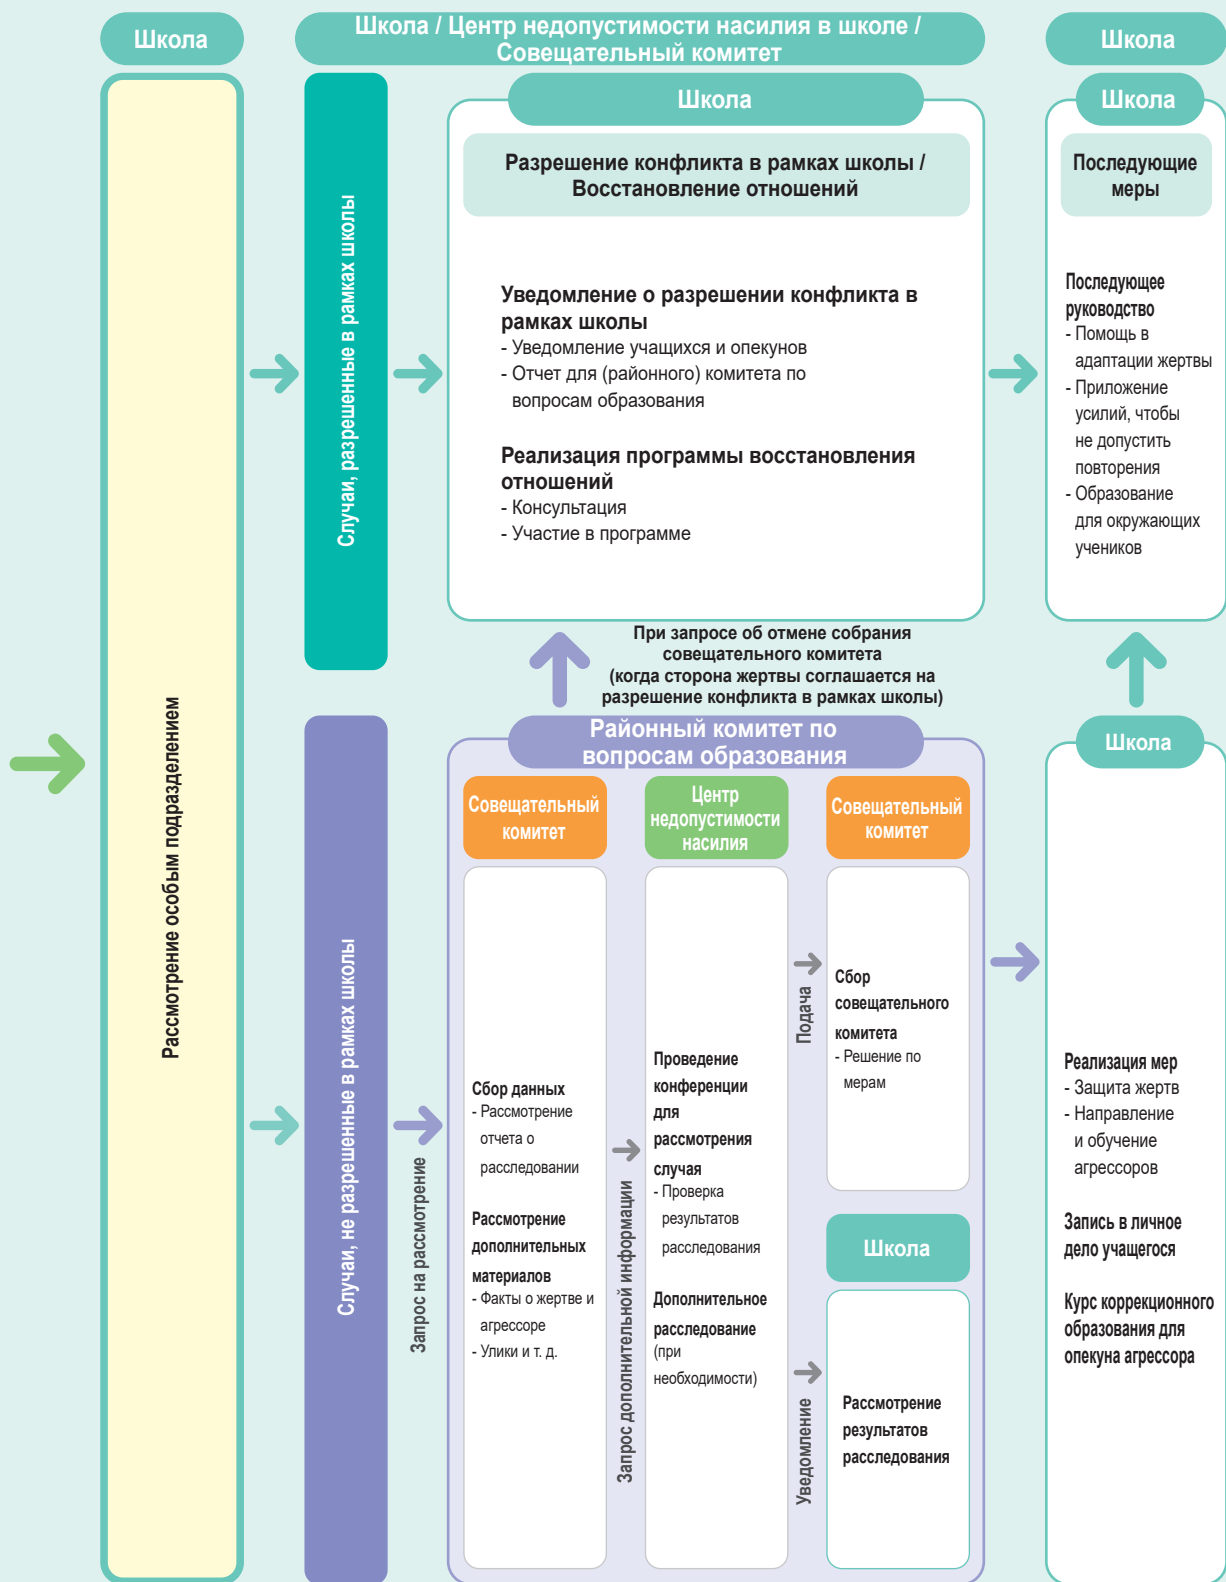 Школа
Школа / Центр недопустимости насилия в школе /
Совещательный комитет
Школа
Рассмотрение особым подразделением
Случаи, разрешенные в рамках школы
Школа
Разрешение конфликта в рамках школы /
Восстановление отношений
Уведомление о разрешении конфликта в
рамках школы
- Уведомление учащихся и опекунов
- Отчет для (районного) комитета по
вопросам образования
Реализация программы восстановления
отношений
- Консультация
- Участие в программе
Школа
Последующие
меры
Последующее
руководство
- Помощь в
адаптации жертвы
- Приложение
усилий, чтобы
не допустить
повторения
- Образование
для окружающих
учеников
При запросе об отмене собрания
совещательного комитета
(когда сторона жертвы соглашается на
разрешение конфликта в рамках школы)
Случаи, не разрешенные в рамках школы
Запрос на рассмотрение
Районный комитет по
вопросам образования
Совещательный
комитет
Сбор данных
- Рассмотрение
отчета о
расследовании
Рассмотрение
дополнительных
материалов
- Факты о жертве и
агрессоре
- Улики и т. д.
Запрос дополнительной информации
Центр
недопустимости
насилия
Проведение
конференции
для
рассмотрения
случая
- Проверка
результатов
расследования
Дополнительное
расследование
(при
необходимости)
Подача
Совещательный
комитет
Сбор
совещательного
комитета
- Решение по
мерам
Уведомление
Школа
Рассмотрение
результатов
расследования
Школа
Реализация мер
- Защита жертв
- Направление
и обучение
агрессоров
Запись в личное
дело учащегося
Курс коррекционного
образования для
опекуна агрессора